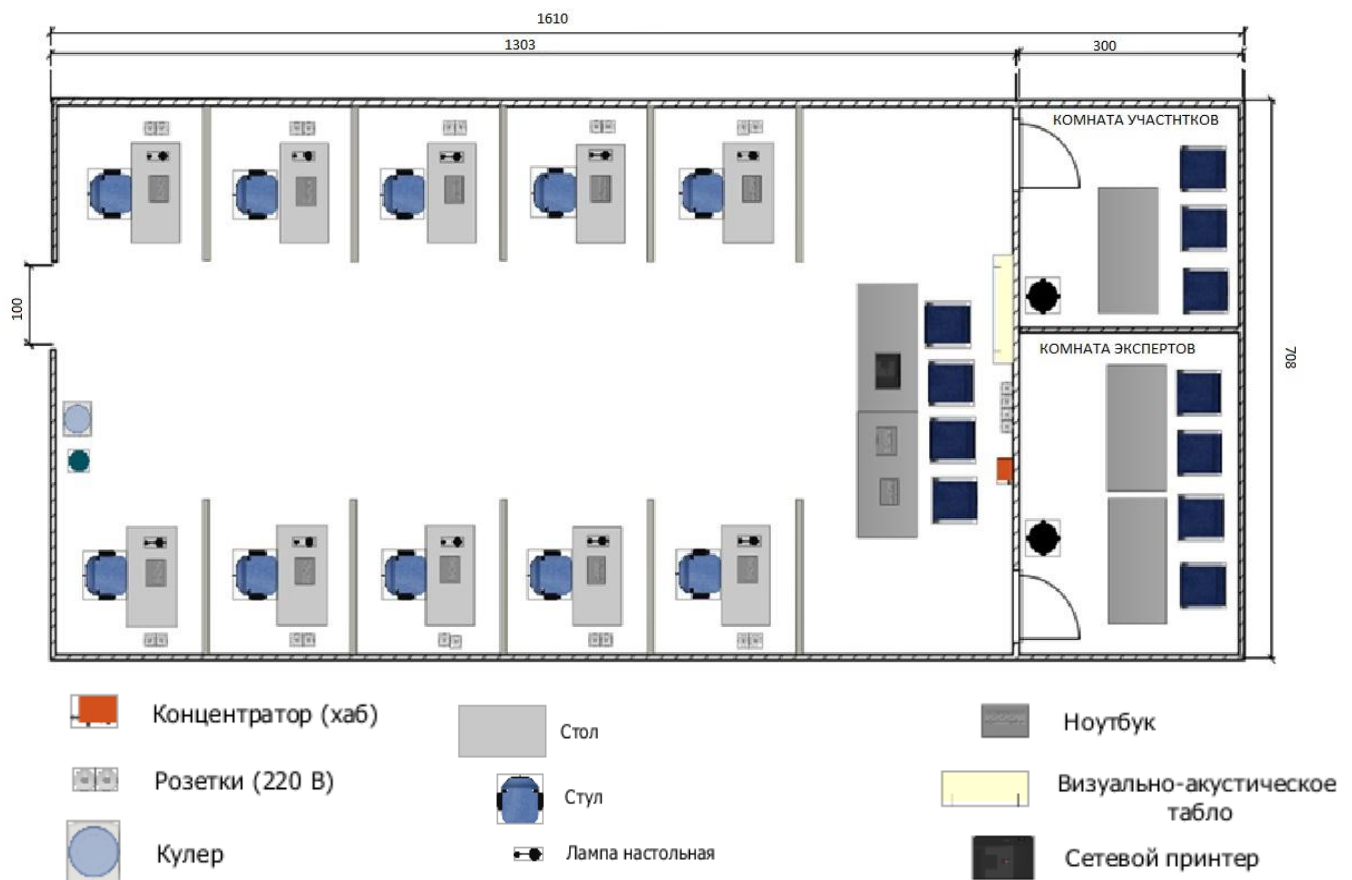 1610
1303
300
КОМНАТА УЧАСТНТКОВ
100
КОМНАТА ЭКСПЕРТОВ
708
Концентратор (хаб)
Стол
Ноутбук
Розетки (220 В)
Стул
Визуально-акустическое
табло
Кулер
Лампа настольная
Сетевой принтер